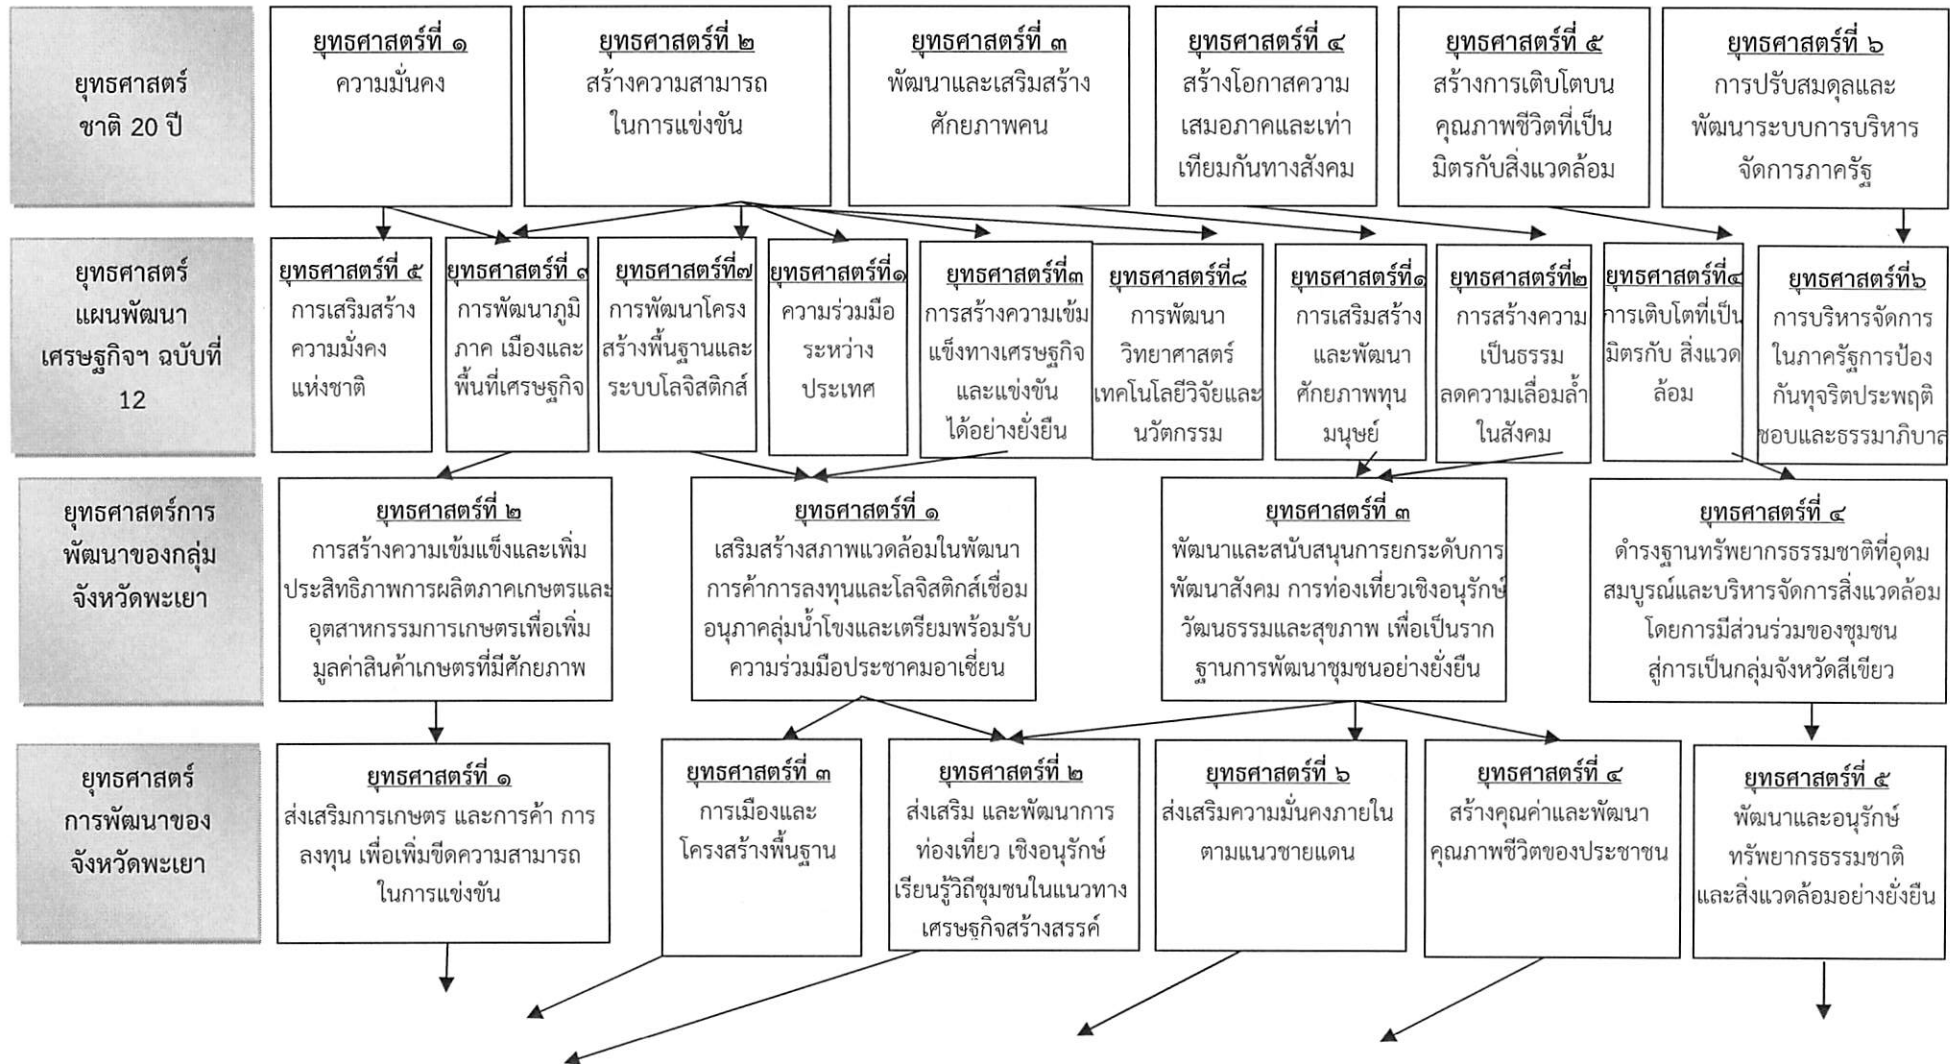 ยุทธศาสตร์
ชาติ 20 ปี
ยุทธศาสตร์ที่ ๑
ความมั่นคง
ยุทธศาสตร์ที่ ๒
สร้างความสามารถ
ในการแข่งขัน
ยุทธศาสตร์ที่ ๓
พัฒนาและเสริมสร้าง
ศักยภาพคน
ยุทธศาสตร์ที่ ๔
สร้างโอกาสความ
เสมอภาคและเท่า
เทียมกันทางสังคม
ยุทธศาสตร์ที่ ๕
สร้างการเติบโตบน
คุณภาพชีวิตที่เป็น
มิตรกับสิ่งแวดล้อม
ยุทธศาสตร์ที่ ๖
การปรับสมดุลและ
พัฒนาระบบการบริหาร
จัดการภาครัฐ
ยุทธศาสตร์
แผนพัฒนา
เศรษฐกิจฯ ฉบับที่
12
ยุทธศาสตร์ที่ ๕
การเสริมสร้าง
ความมั่งคง
แห่งชาติ
ยุทธศาสตร์ที่
การพัฒนาภูมิ
ภาค เมืองและ
พื้นที่เศรษฐกิจ
ยุทธศาสตร์ที่๗
การพัฒนาโครง
สร้างพื้นฐานและ
ระบบโลจิสติกส์
ยุทธศาสตร์ที่๑
ความร่วมมือ
ระหว่าง
ประเทศ
ยุทธศาสตร์ที่๓
การสร้างความเข้ม
แข็งทางเศรษฐกิจ
และแข่งขัน
ได้อย่างยั่งยืน
ยุทธศาสตร์ที่๘
การพัฒนา
วิทยาศาสตร์
เทคโนโลยีวิจัยและ
นวัตกรรม
ยุทธศาสตร์ที่๑
การเสริมสร้าง
และพัฒนา
ศักยภาพทุน
มนุษย์
ยุทธศาสตร์ที่๒
การสร้างความ
เป็นธรรม
ลดความเลื่อมล้ำ
ในสังคม
ยุทธศาสตร์ที่๔
การเติบโตที่เป็น
มิตรกับ สิ่งแวด
ล้อม
ยุทธศาสตร์ที่๖
การบริหารจัดการ
ในภาครัฐการป้อง
กันทุจริตประพฤติ
ชอบและธรรมาภิบาล
ยุทธศาสตร์การ
พัฒนาของกลุ่ม
จังหวัดพะเยา
ยุทธศาสตร์ที่ ๒
การสร้างความเข้มแข็งและเพิ่ม
ประสิทธิภาพการผลิตภาคเกษตรและ
อุตสาหกรรมการเกษตรเพื่อเพิ่ม
มูลค่าสินค้าเกษตรที่มีศักยภาพ
ยุทธศาสตร์ที่ ๑
เสริมสร้างสภาพแวดล้อมในพัฒนา
การค้าการลงทุนและโลจิสติกส์เชื่อม
อนุภาคลุ่มน้ำโขงและเตรียมพร้อมรับ
ความร่วมมือประชาคมอาเซี่ยน
ยุทธศาสตร์ที่ ๓
พัฒนาและสนับสนุนการยกระดับการ
พัฒนาสังคม การท่องเที่ยวเชิงอนุรักษ์
วัฒนธรรมและสุขภาพ เพื่อเป็นราก
ฐานการพัฒนาชุมชนอย่างยั่งยืน
ยุทธศาสตร์ที่ ๔
ดำรงฐานทรัพยากรธรรมชาติที่อุดม
สมบูรณ์และบริหารจัดการสิ่งแวดล้อม
โดยการมีส่วนร่วมของชุมชน
สู่การเป็นกลุ่มจังหวัดสีเขียว
ยุทธศาสตร์
การพัฒนาของ
จังหวัดพะเยา
ยุทธศาสตร์ที่ ๑
ส่งเสริมการเกษตร และการค้า การ
ลงทุน เพื่อเพิ่มขีดความสามารถ
ในการแข่งขัน
ยุทธศาสตร์ที่ ๓
การเมืองและ
โครงสร้างพื้นฐาน
ยุทธศาสตร์ที่ ๒
ส่งเสริม และพัฒนาการ
ท่องเที่ยว เชิงอนุรักษ์
เรียนรู้วิถีชุมชนในแนวทาง
เศรษฐกิจสร้างสรรค์
ยุทธศาสตร์ที่ ๖
ส่งเสริมความมั่นคงภายใน
ตามแนวชายแดน
ยุทธศาสตร์ที่ ๔
สร้างคุณค่าและพัฒนา
คุณภาพชีวิตของประชาชน
ยุทธศาสตร์ที่ ๕
พัฒนาและอนุรักษ์
ทรัพยากรธรรมชาติ
และสิ่งแวดล้อมอย่างยั่งยืน